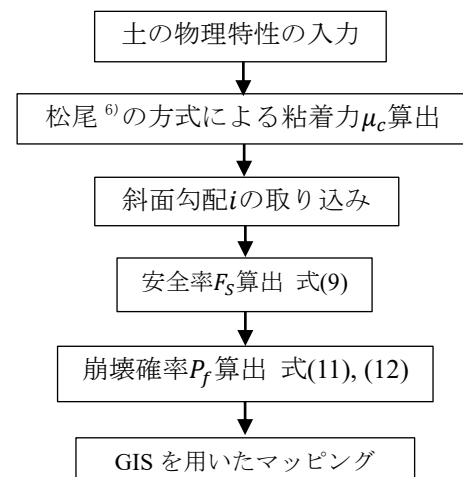 土の物理特性の入力
松尾 6)の方式による粘着力μc算出
斜面勾配iの取り込み
安全率FS算出 式(9)
崩壊確率Pf算出 式(11), (12)
GIS を用いたマッピング